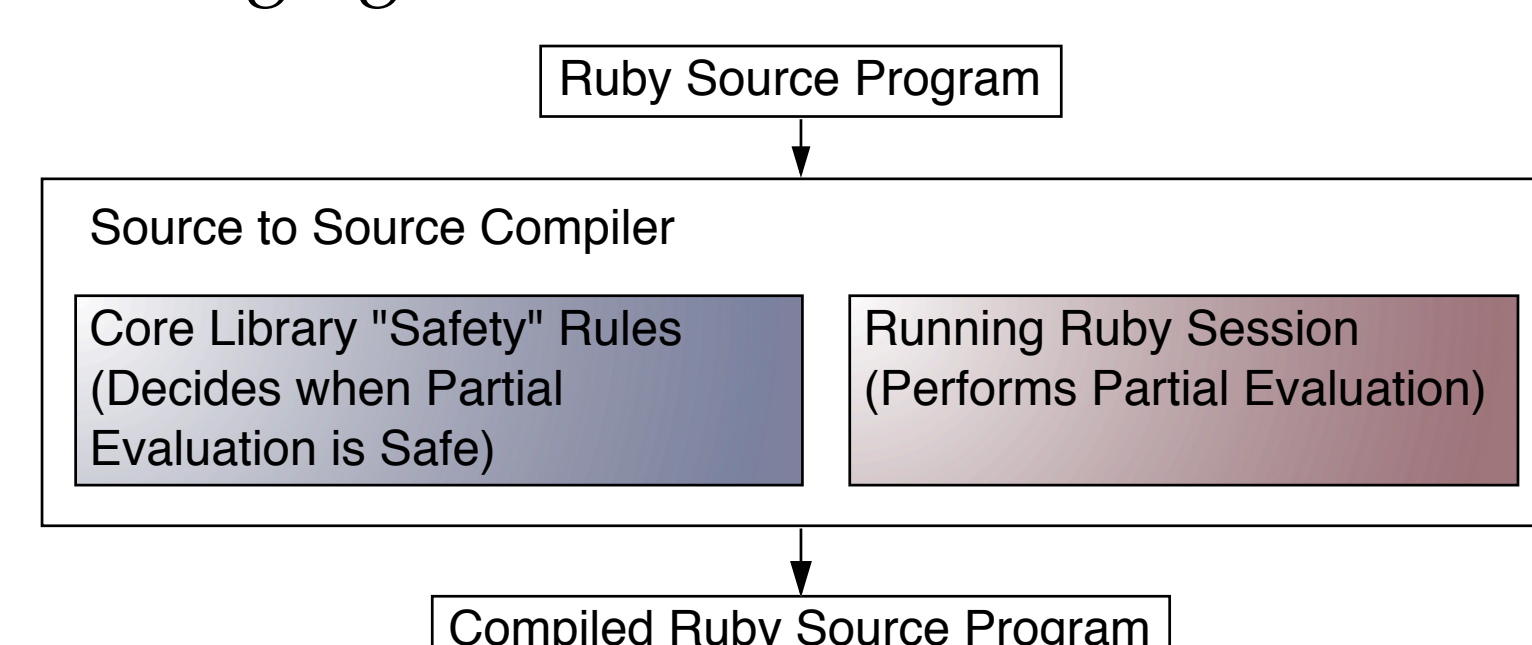 Ruby Source Program
Source to Source Compiler
Core Library "Safety" Rules
(Decides when Partial
Evaluation is Safe)
Running Ruby Session
(Performs Partial Evaluation)
Compiled Ruby Source Program